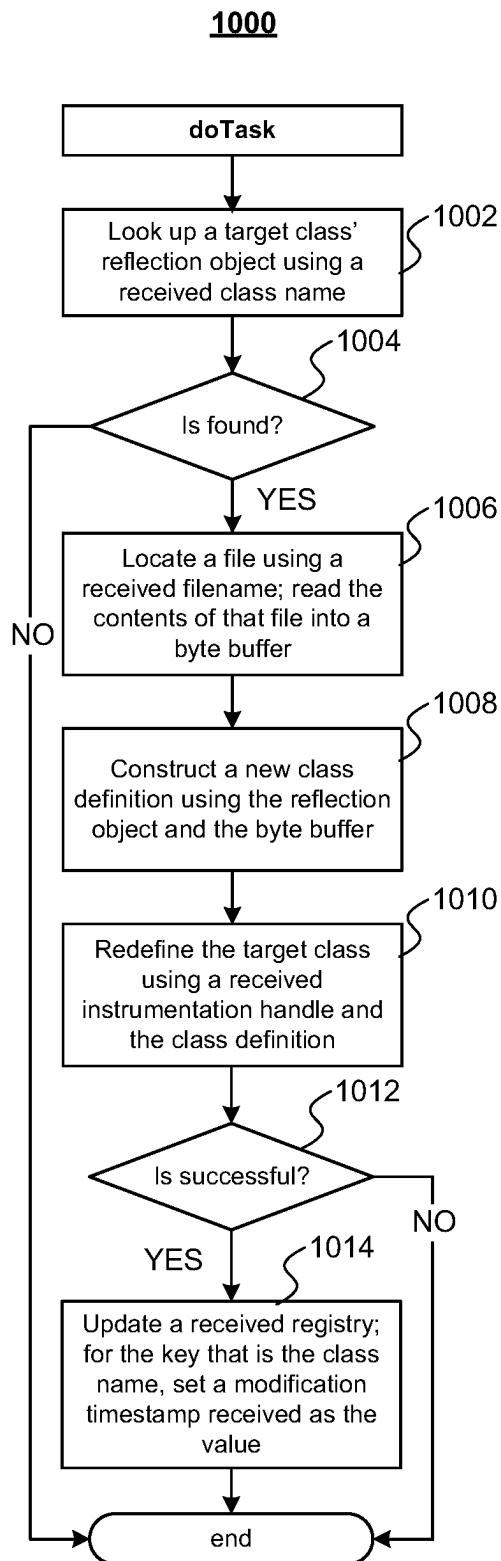 1000
doTask
1002
Look up a target class'
reflection object using a
received class name
1004
Is found?
YES
1006
Locate a file using a
received filename; read the
contents of that file into a
byte buffer
NO
1008
Construct a new class
definition using the reflection
object and the byte buffer
1010
Redefine the target class
using a received
instrumentation handle and
the class definition
1012
Is successful?
NO
YES
1014
Update a received registry;
for the key that is the class
name, set a modification
timestamp received as the
value
end